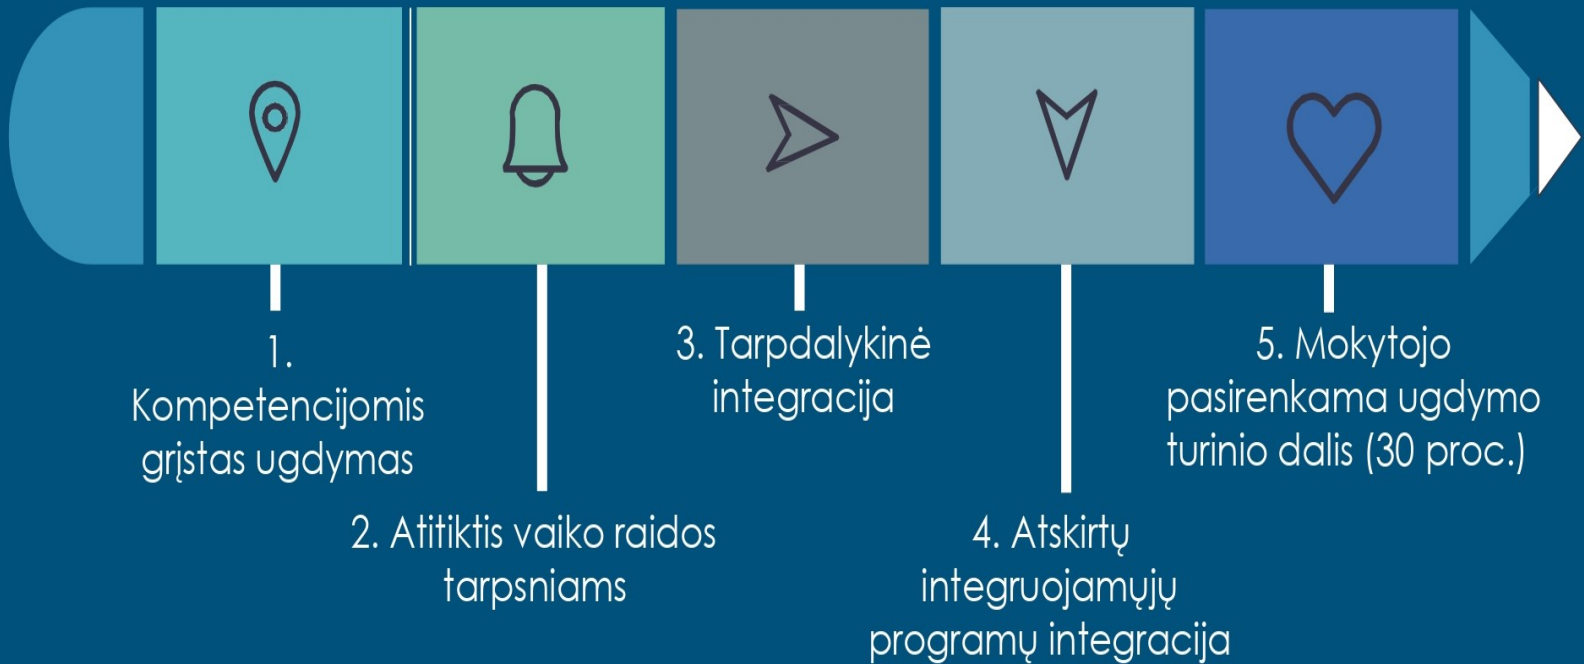 1.
Kompetencijomis
grįstas ugdymas
2. Atitiktis vaiko raidos
tarpsniams
3. Tarpdalykinė
integracija
4. Atskirtų
integruojamųjų
programų integracija
5. Mokytojo
pasirenkama ugdymo
turinio dalis (30 proc.)